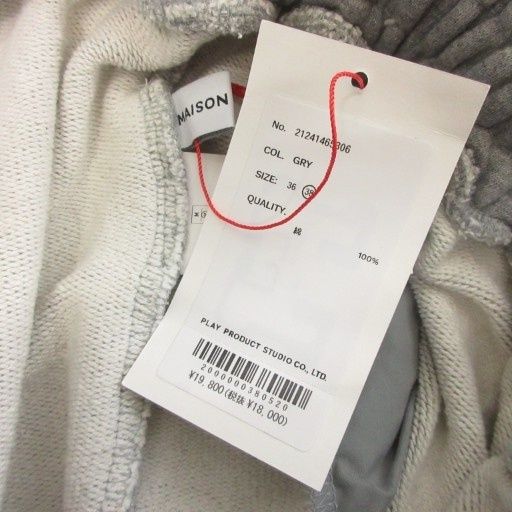 MAISON
No. 21241465306
COL. GRY
SIZE: 36 38
QUALITY.
綿
100%
PLAY PRODUCT STUDIO CO., LTD.
2000000380520
¥19,800(税抜 ¥18,000)